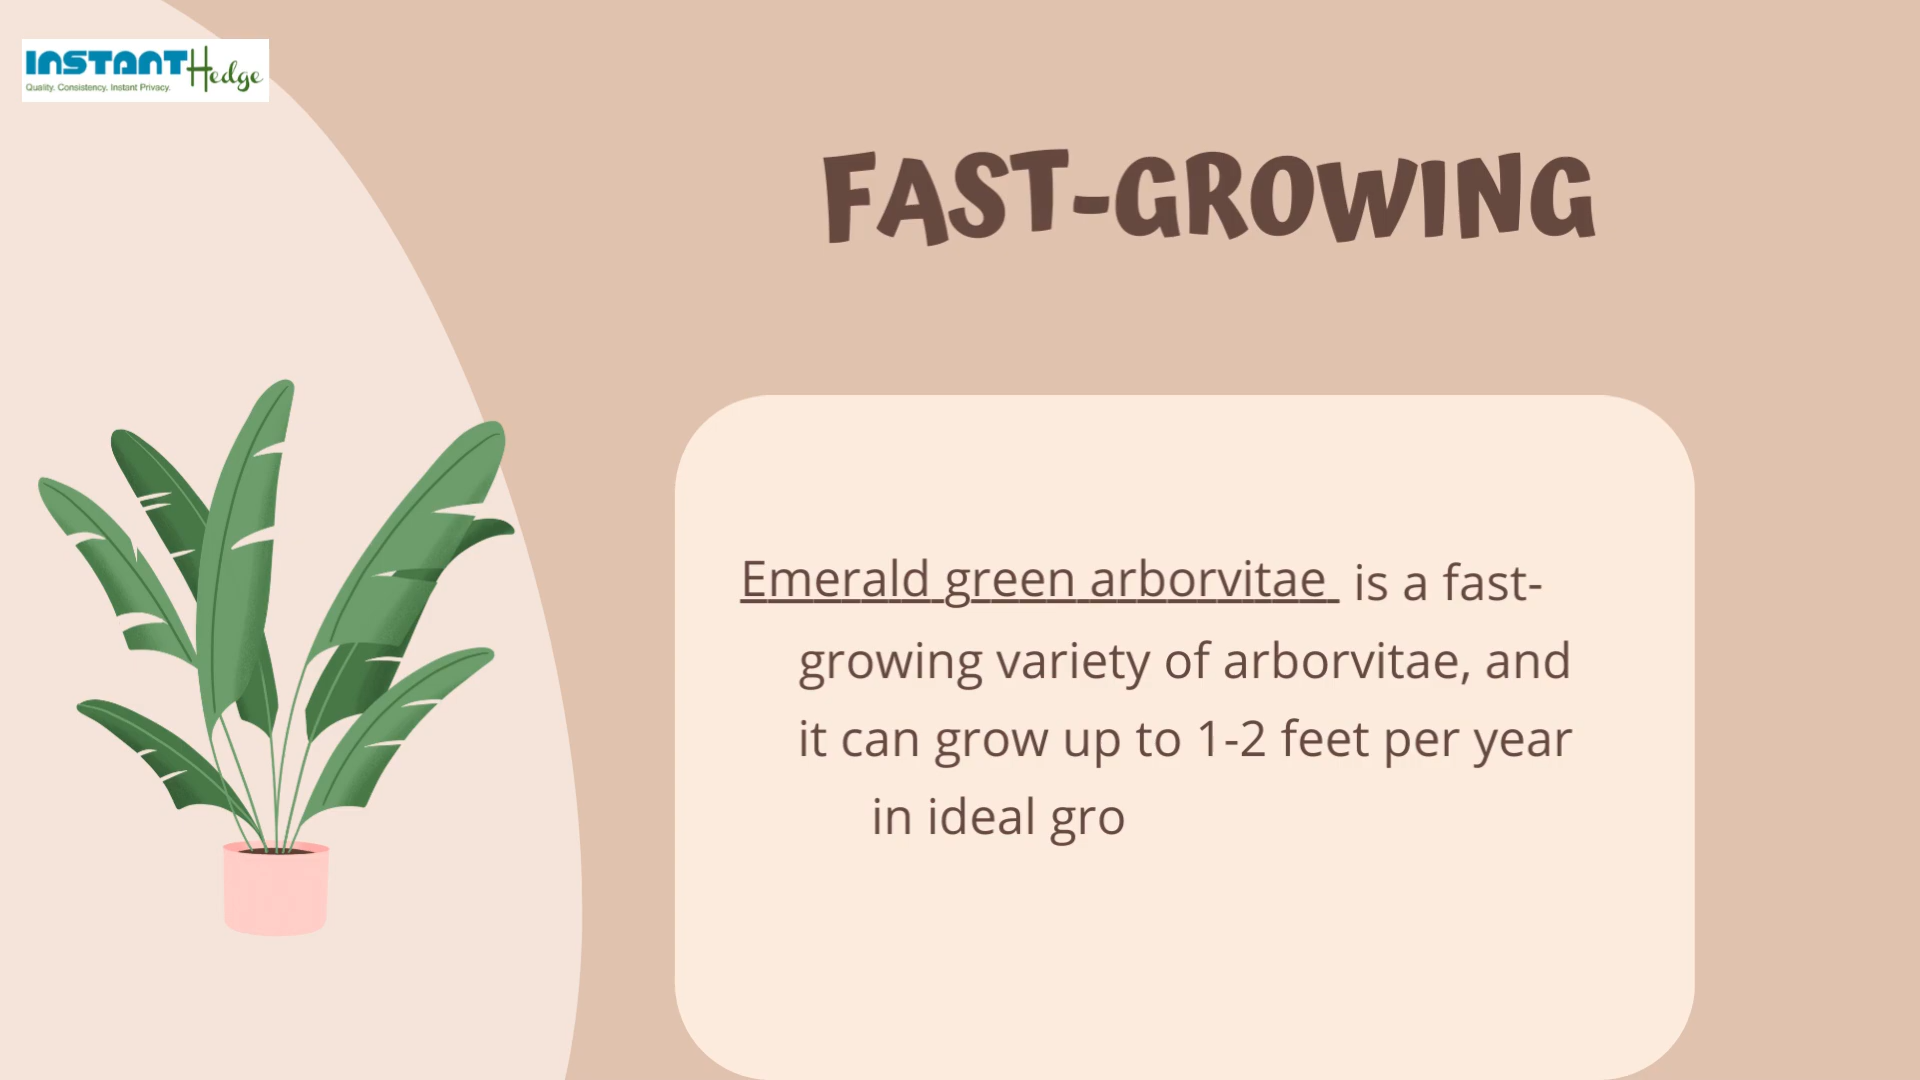 INSTANT Hedge
Quality. Consistency. Instant Privacy.
FAST-GROWING
Emerald green arborvitae is a fast-
growing variety of arborvitae, and
it can grow up to 1-2 feet per year
in ideal gro